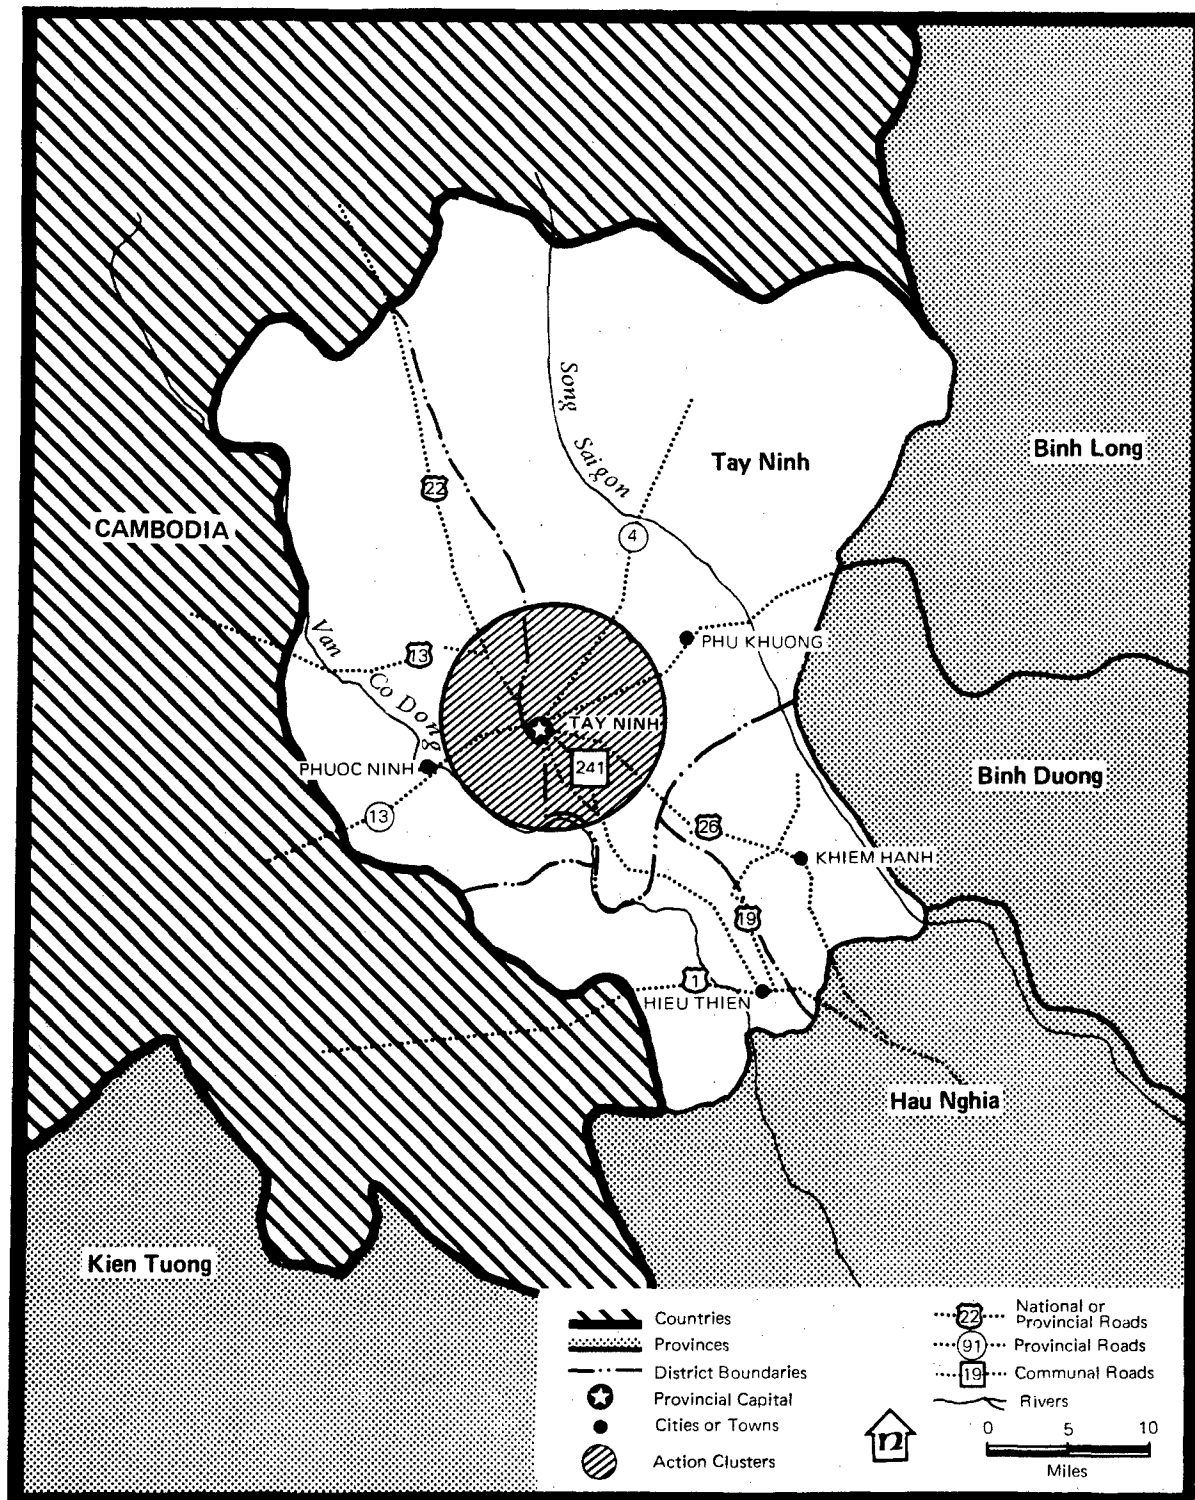 Song
Saigon
Tay Ninh
Binh Long
22
CAMBODIA
4
Van
Co Dong
13
PHU KHUONG
TAY NINH
PHUOC NINH
241
Binh Duong
13
26
KHIEM HANH
19
1
HIEU THIEN
Hau Nghia
Kien Tuong
Countries
Provinces
District Boundaries
Provincial Capital
Cities or Towns
Action Clusters
22
National or
Provincial Roads
91
Provincial Roads
19
Communal Roads
Rivers
n
0 5 10
Miles